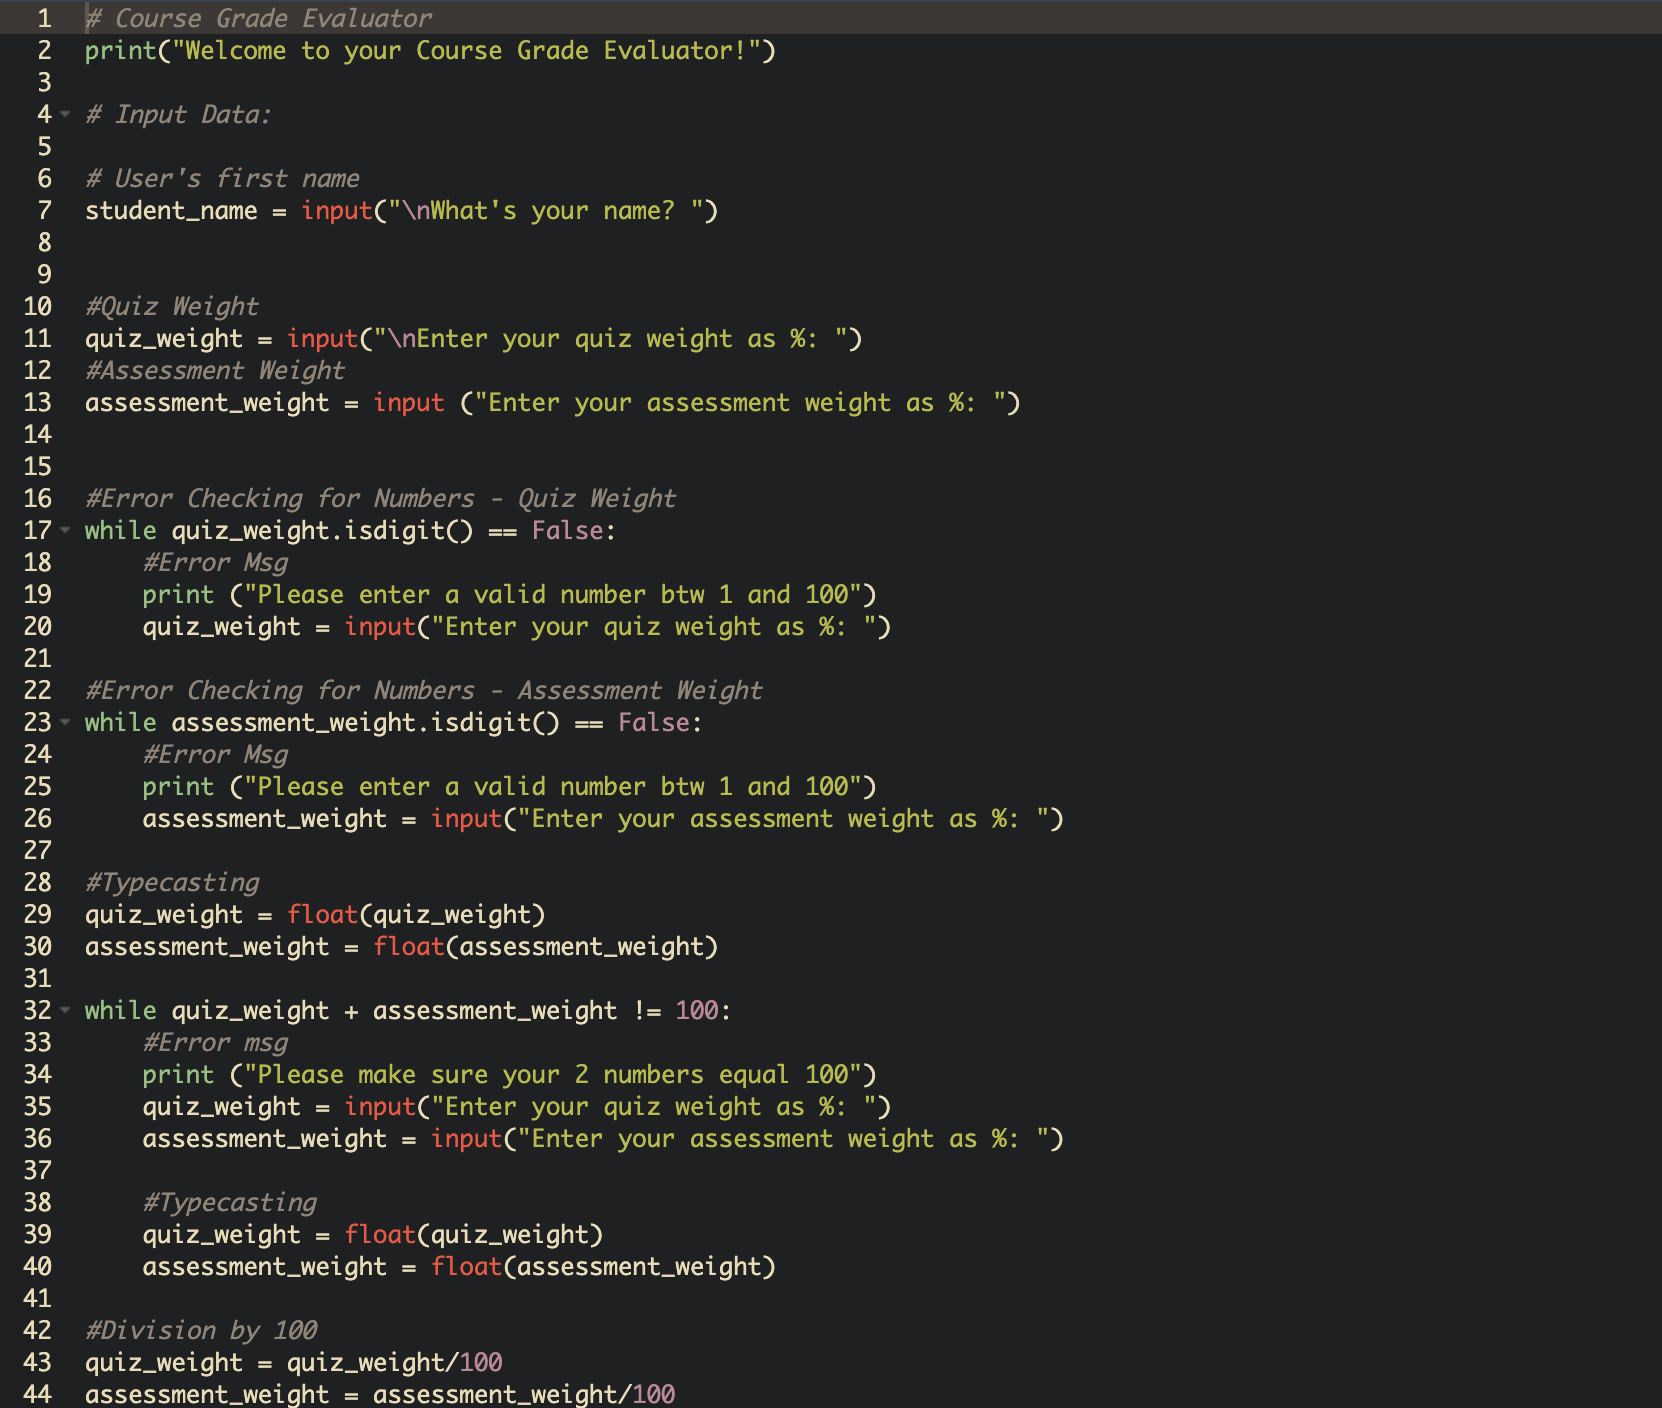 1 # Course Grade Evaluator
2 print("Welcome to your Course Grade Evaluator!")
3
4 # Input Data:
5
6 # User's first name
7 student_name = input("\nWhat's your name? ")
8
9
10 #Quiz Weight
11 quiz_weight = input("\nEnter your quiz weight as %: ")
12 #Assessment Weight
13 assessment_weight = input ("Enter your assessment weight as %: ")
14
15
16 #Error Checking for Numbers - Quiz Weight
17 while quiz_weight.isdigit() == False:
18     #Error Msg
19     print ("Please enter a valid number btw 1 and 100")
20     quiz_weight = input("Enter your quiz weight as %: ")
21
22 #Error Checking for Numbers - Assessment Weight
23 while assessment_weight.isdigit() == False:
24     #Error Msg
25     print ("Please enter a valid number btw 1 and 100")
26     assessment_weight = input("Enter your assessment weight as %: ")
27
28 #Typecasting
29 quiz_weight = float(quiz_weight)
30 assessment_weight = float(assessment_weight)
31
32 while quiz_weight + assessment_weight != 100:
33     #Error msg
34     print ("Please make sure your 2 numbers equal 100")
35     quiz_weight = input("Enter your quiz weight as %: ")
36     assessment_weight = input("Enter your assessment weight as %: ")
37
38     #Typecasting
39     quiz_weight = float(quiz_weight)
40     assessment_weight = float(assessment_weight)
41
42 #Division by 100
43 quiz_weight = quiz_weight/100
44 assessment_weight = assessment_weight/100